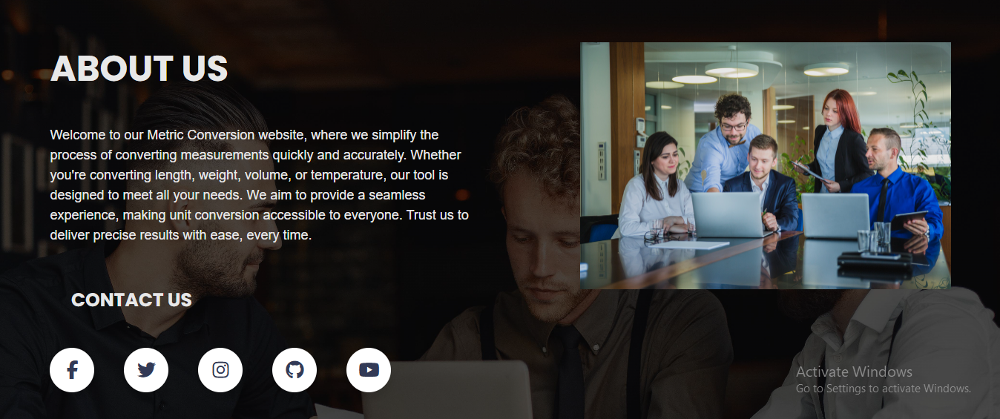 ABOUT US
Welcome to our Metric Conversion website, where we simplify the
process of converting measurements quickly and accurately. Whether
you're converting length, weight, volume, or temperature, our tool is
designed to meet all your needs. We aim to provide a seamless
experience, making unit conversion accessible to everyone. Trust us to
deliver precise results with ease, every time.
CONTACT US
Activate Windows
Go to Settings to activate Windows.